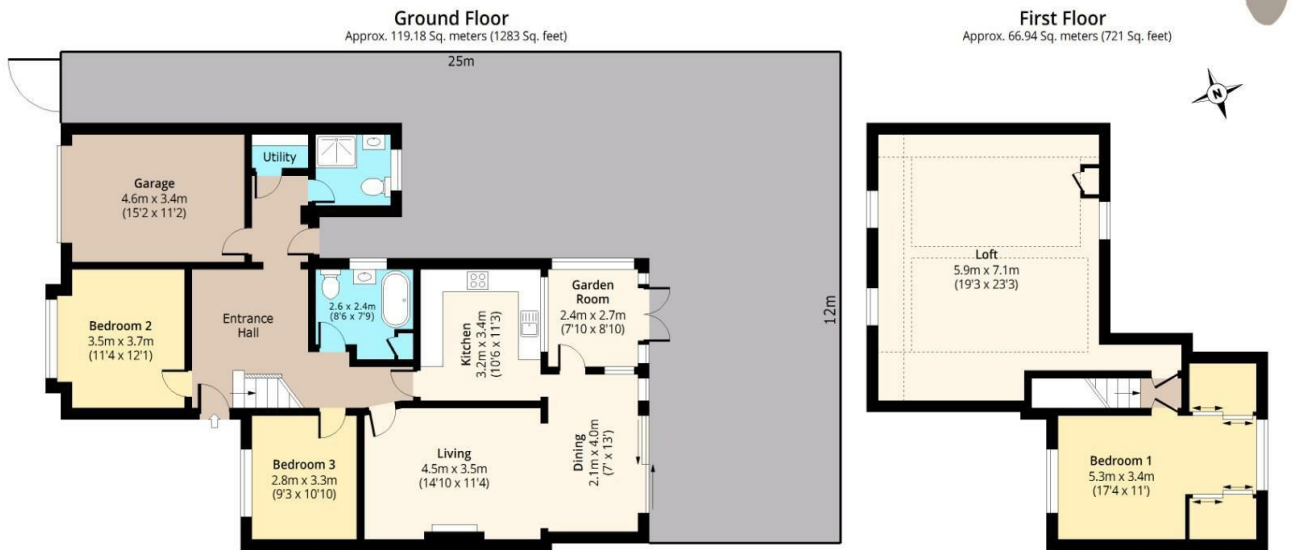 Ground Floor
Approx. 119.18 Sq. meters (1283 Sq. feet)
First Floor
Approx. 66.94 Sq. meters (721 Sq. feet)
25m
N
Utility
Garage
4.6m x 3.4m
(15'2 x 11'2)
Loft
5.9m x 7.1m
(19'3 x 23'3)
Garden
Room
2.4m x 2.7m
(7'10 x 8'10)
12m
2.6 x 2.4m
(8'6 x 7'9)
Entrance
Hall
Bedroom 2
3.5m x 3.7m
(11'4 x 12'1)
Kitchen
3.2m x 3.4m
(10'6 x 11'3)
Living
4.5m x 3.5m
(14'10 x 11'4)
Dining
2.1m x 4.0m
(7' x 13')
Bedroom 3
2.8m x 3.3m
(9'3 x 10'10)
Bedroom 1
5.3m x 3.4m
(17'4 x 11')